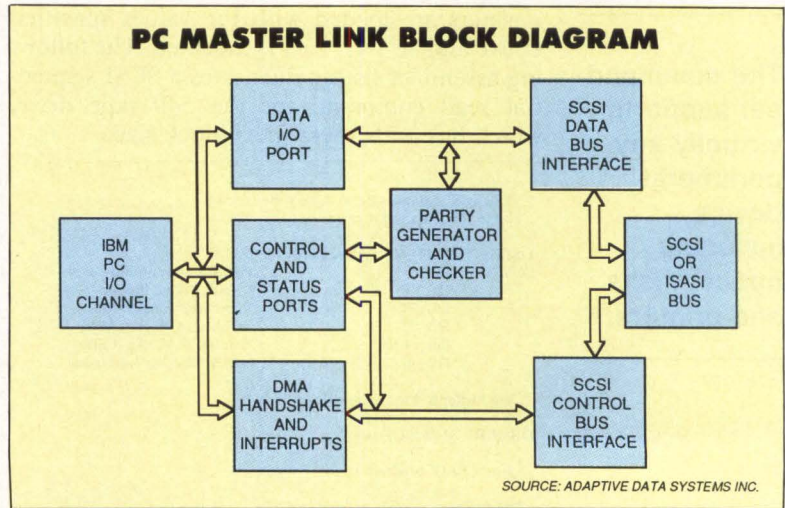 PC MASTER LINK BLOCK DIAGRAM
DATA
I/O
PORT
SCSI
DATA
BUS
INTERFACE
IBM
PC
I/O
CHANNEL
CONTROL
AND
STATUS
PORTS
PARITY
GENERATOR
AND
CHECKER
SCSI
OR
ISASI
BUS
DMA
HANDSHAKE
AND
INTERRUPTS
SCSI
CONTROL
BUS
INTERFACE
SOURCE: ADAPTIVE DATA SYSTEMS INC.